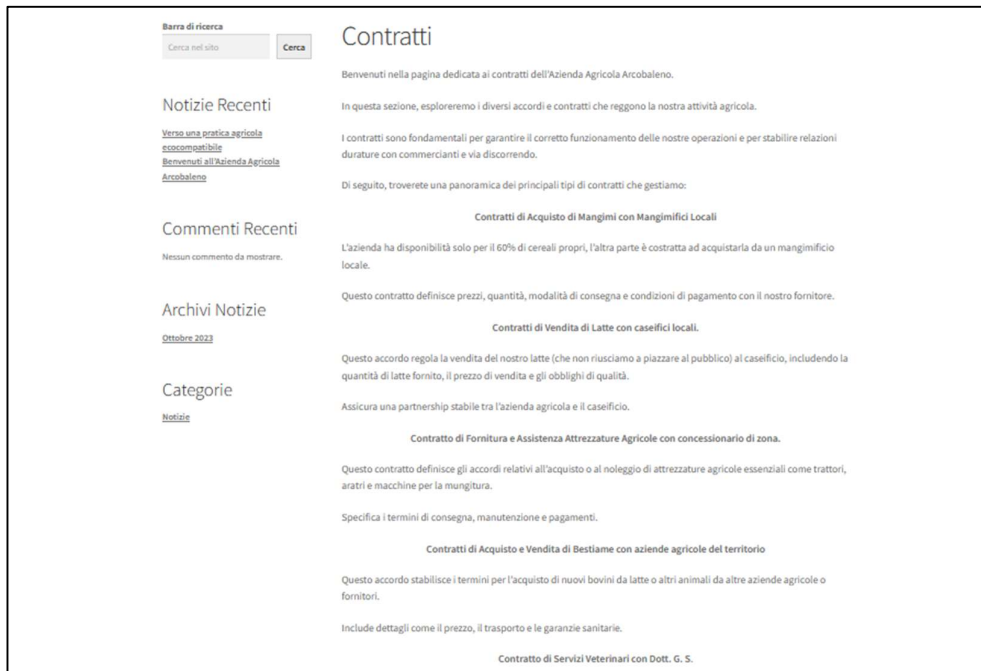 Barra di ricerca
Cerca nel sito
Cerca
Notizie Recenti
Verso una pratica agricola
ecocompatibile
Benvenuti all'Azienda Agricola
Arcobaleno
Commenti Recenti
Nessun commento da mostrare.
Archivi Notizie
Ottobre 2023
Categorie
Notizie
Contratti
Benvenuti nella pagina dedicata ai contratti dell'Azienda Agricola Arcobaleno.
In questa sezione, esploreremo i diversi accordi e contratti che reggono la nostra attività agricola.
I contratti sono fondamentali per garantire il corretto funzionamento delle nostre operazioni e per stabilire relazioni
durature con commercianti e via discorrendo.
Di seguito, troverete una panoramica dei principali tipi di contratti che gestiamo:
Contratti di Acquisto di Mangimi con Mangimifici Locali
L'azienda ha disponibilità solo per il 60% di cereali propri, l'altra parte è costratta ad acquistarla da un mangimificio
locale.
Questo contratto definisce prezzi, quantità, modalità di consegna e condizioni di pagamento con il nostro fornitore.
Contratti di Vendita di Latte con caseifici locali.
Questo accordo regola la vendita del nostro latte (che non riusciamo a piazzare al pubblico) al caseificio, includendo la
quantità di latte fornito, il prezzo di vendita e gli obblighi di qualità.
Assicura una partnership stabile tra l'azienda agricola e il caseificio.
Contratto di Fornitura e Assistenza Attrezzature Agricole con concessionario di zona.
Questo contratto definisce gli accordi relativi all'acquisto o al noleggio di attrezzature agricole essenziali come trattori,
aratri e macchine per la mungitura.
Specifica i termini di consegna, manutenzione e pagamenti.
Contratti di Acquisto e Vendita di Bestiame con aziende agricole del territorio
Questo accordo stabilisce i termini per l'acquisto di nuovi bovini da latte o altri animali da altre aziende agricole o
fornitori.
Include dettagli come il prezzo, il trasporto e le garanzie sanitarie.
Contratto di Servizi Veterinari con Dott. G. S.